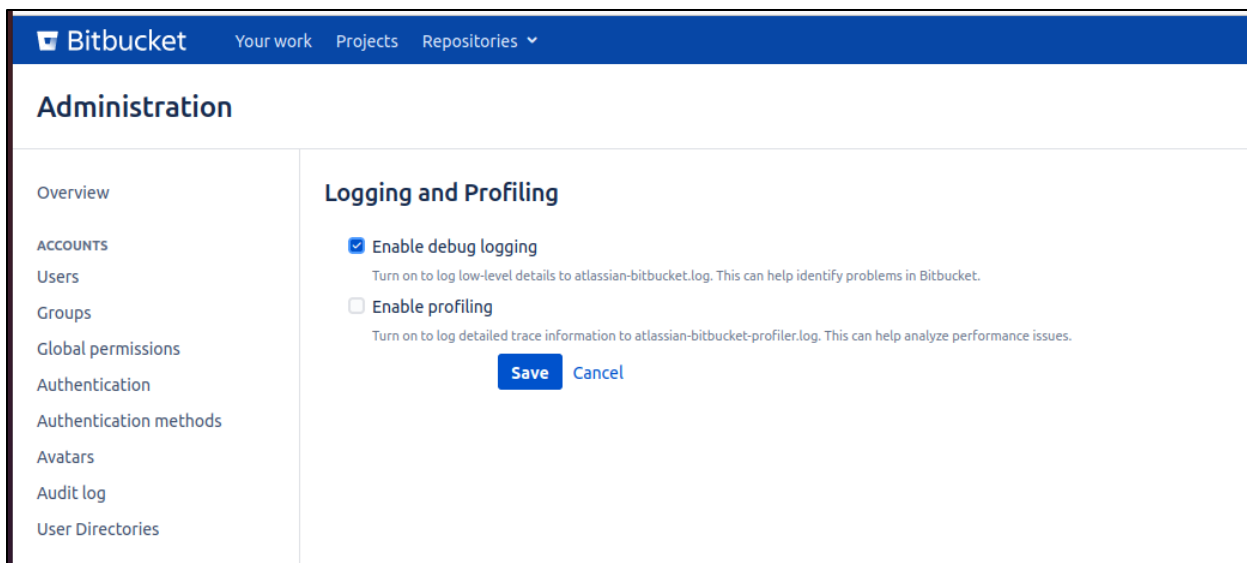 Bitbucket Your work Projects Repositories
Administration
Overview
ACCOUNTS
Users
Groups
Global permissions
Authentication
Authentication methods
Avatars
Audit log
User Directories
Logging and Profiling
Enable debug logging
Turn on to log low-level details to atlassian-bitbucket.log. This can help identify problems in Bitbucket.
Enable profiling
Turn on to log detailed trace information to atlassian-bitbucket-profiler.log. This can help analyze performance issues.
Save Cancel